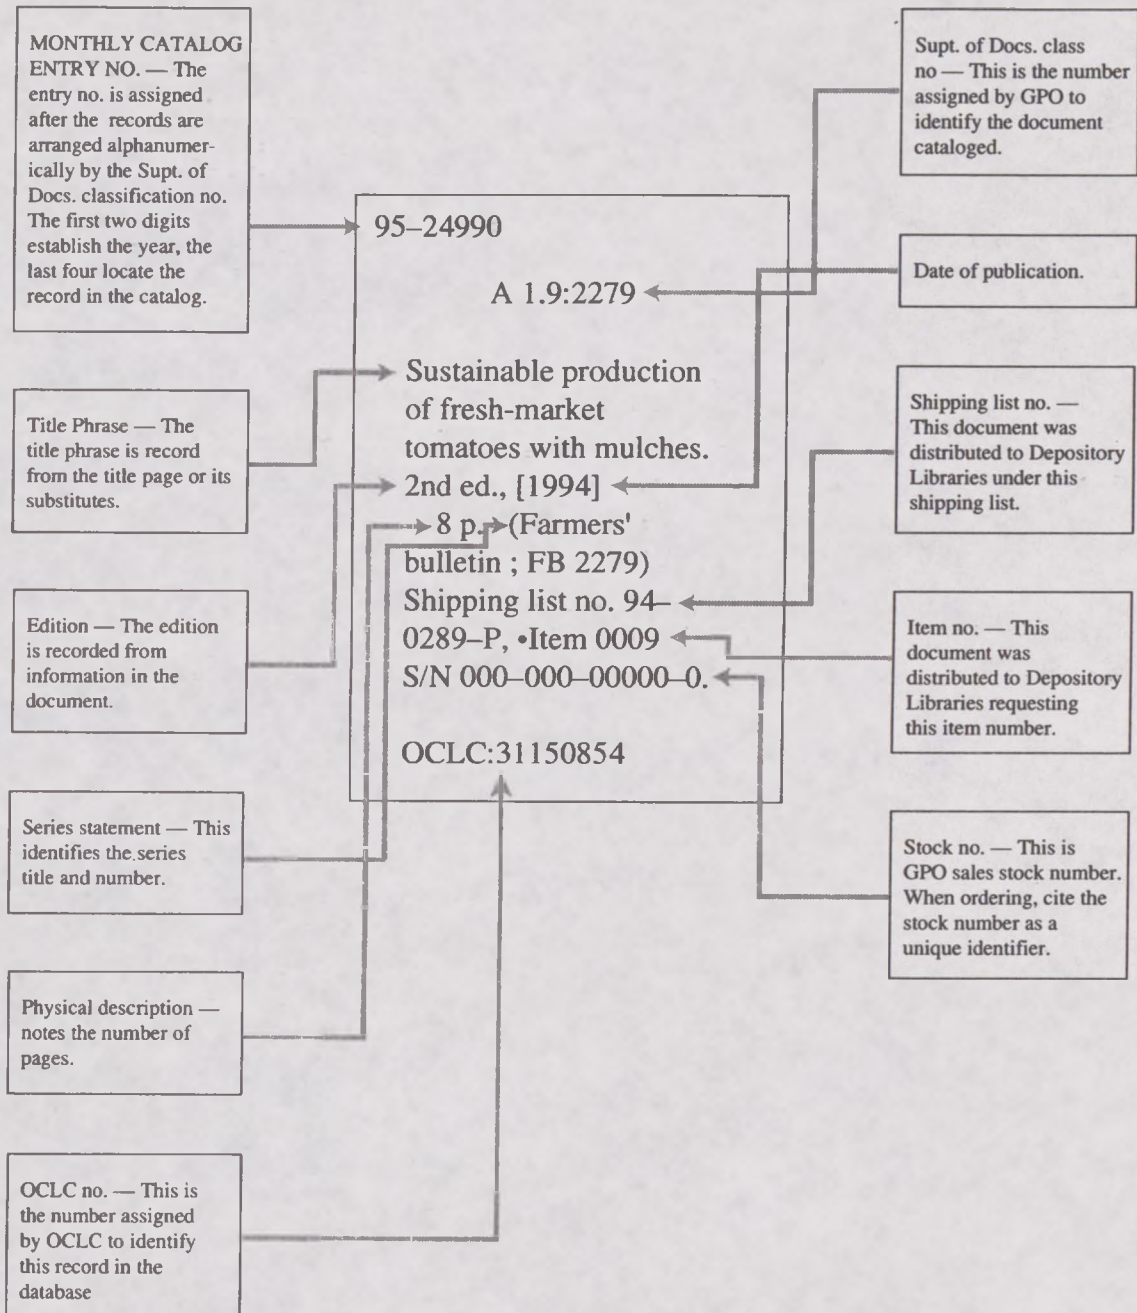 MONTHLY CATALOG
ENTRY NO. — The
entry no. is assigned
after the records are
arranged alphanumer-
ically by the Supt. of
Docs. classification no.
The first two digits
establish the year, the
last four locate the
record in the catalog.
Title Phrase — The
title phrase is record
from the title page or its
substitutes.
Edition — The edition
is recorded from
information in the
document.
Series statement — This
identifies the series
title and number.
Physical description —
notes the number of
pages.
OCLC no. — This is
the number assigned
by OCLC to identify
this record in the
database
95–24990
A 1.9:2279
Sustainable production
of fresh-market
tomatoes with mulches.
2nd ed., [1994]
8 p. (Farmers'
bulletin ; FB 2279)
Shipping list no. 94–
0289–P, •Item 0009
S/N 000–000–00000–0.
OCLC:31150854
Supt. of Docs. class
no — This is the number
assigned by GPO to
identify the document
cataloged.
Date of publication.
Shipping list no. —
This document was
distributed to Depository
Libraries under this
shipping list.
Item no. — This
document was
distributed to Depository
Libraries requesting
this item number.
Stock no. — This is
GPO sales stock number.
When ordering, cite the
stock number as a
unique identifier.